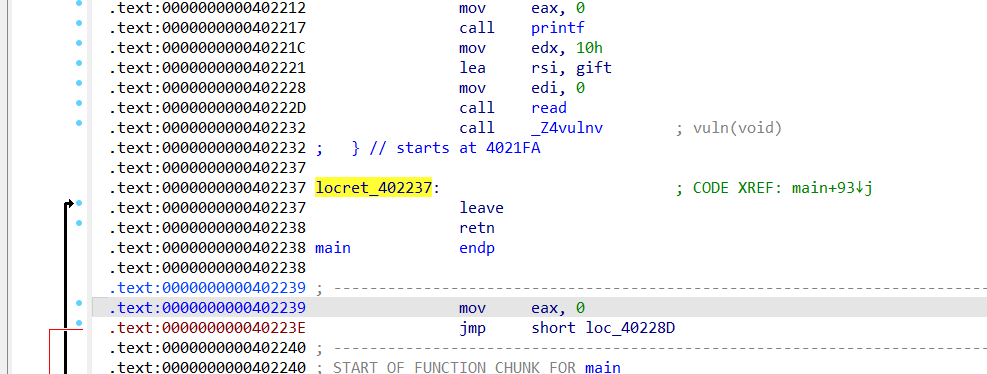 .text:0000000000402212 mov eax, 0
.text:0000000000402217 call printf
.text:000000000040221C mov edx, 10h
.text:0000000000402221 lea rsi, gift
.text:0000000000402228 mov edi, 0
.text:000000000040222D call read
.text:0000000000402232 call _Z4vulnv ; vuln(void)
.text:0000000000402232 ; } // starts at 4021FA
.text:0000000000402237
.text:0000000000402237 locret_402237: ; CODE XREF: main+93↓j
.text:0000000000402237 leave
.text:0000000000402238 retn
.text:0000000000402238 main endp
.text:0000000000402238
.text:0000000000402239 ; ---------------------------------------------------------------------------
.text:0000000000402239 mov eax, 0
.text:000000000040223E jmp short loc_40228D
.text:0000000000402240 ; ---------------------------------------------------------------------------
.text:0000000000402240 ; START OF FUNCTION CHUNK FOR main